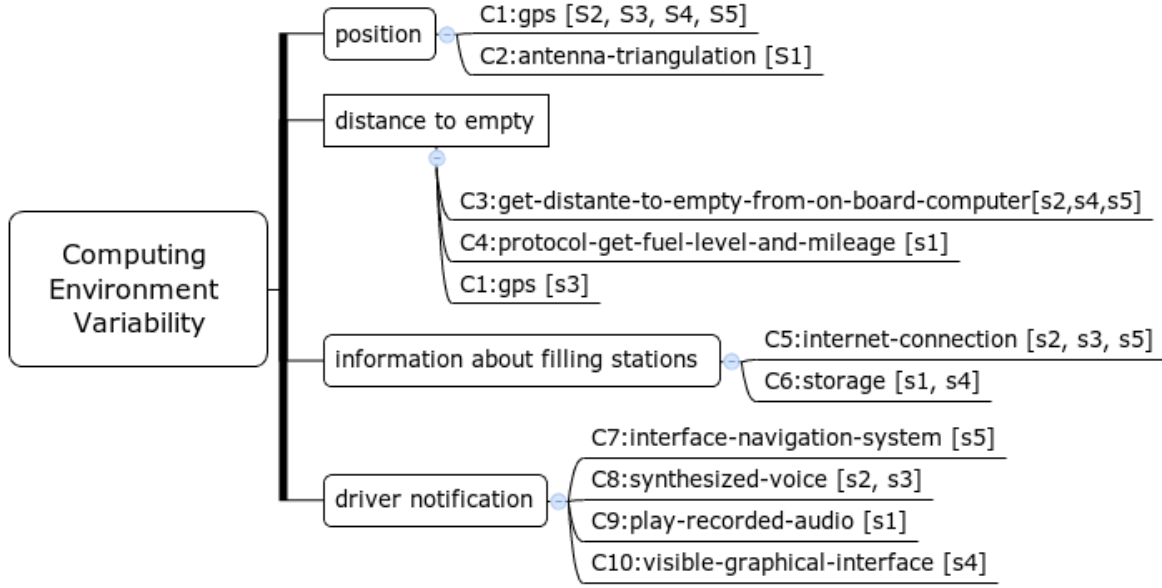 Computing
Environment
Variability
position
C1:gps [S2, S3, S4, S5]
C2:antenna-triangulation [S1]
distance to empty
C3:get-distante-to-empty-from-on-board-computer[s2,s4,s5]
C4:protocol-get-fuel-level-and-mileage [s1]
C1:gps [s3]
information about filling stations
C5:internet-connection [s2, s3, s5]
C6:storage [s1, s4]
driver notification
C7:interface-navigation-system [s5]
C8:synthesized-voice [s2, s3]
C9:play-recorded-audio [s1]
C10:visible-graphical-interface [s4]